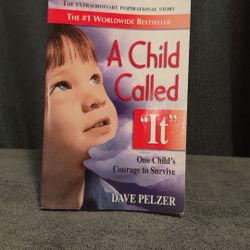 THE EXTRAORDINARY INSPIRATIONAL STORY
THE #1 WORLDWIDE BESTSELLER
A Child
Called
"It"
One Child's
Courage to Survive
DAVE PELZER